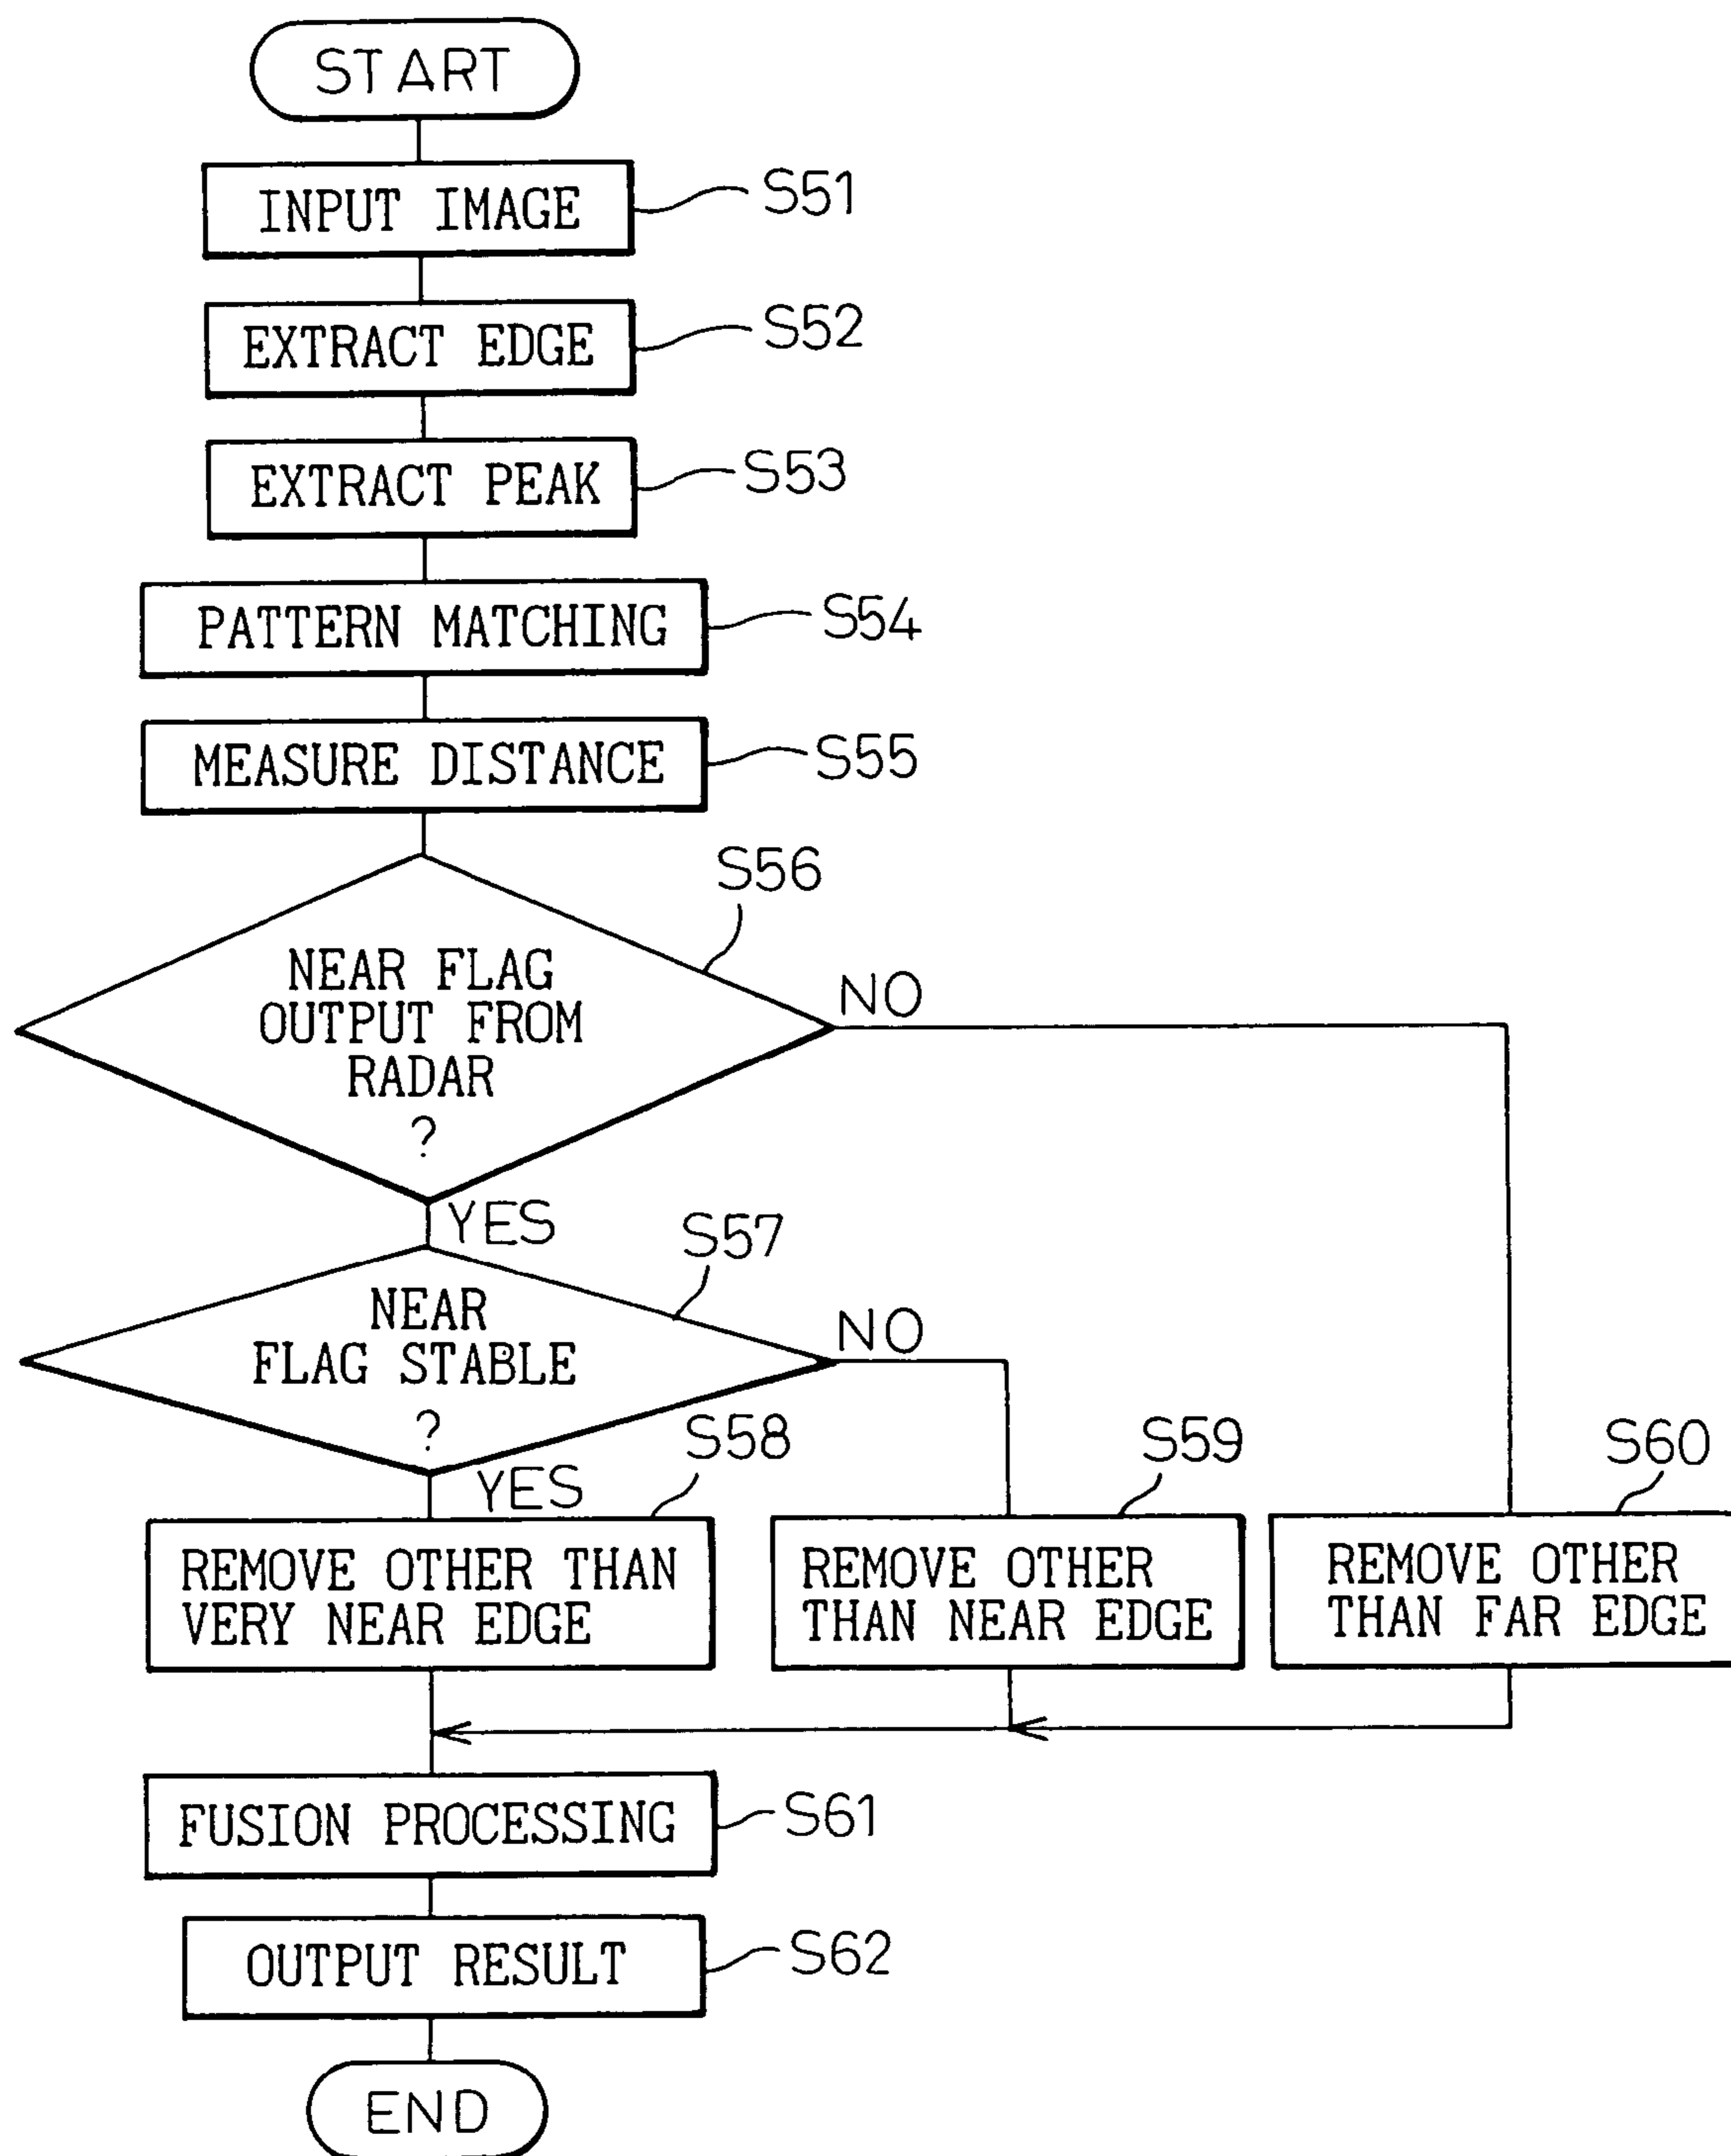 START
INPUT IMAGE
S51
EXTRACT EDGE
S52
EXTRACT PEAK
S53
PATTERN MATCHING
S54
MEASURE DISTANCE
S55
S56
NEAR FLAG
OUTPUT FROM
RADAR
?
NO
YES
S57
NEAR
FLAG STABLE
?
NO
YES
S58
REMOVE OTHER THAN
VERY NEAR EDGE
S59
REMOVE OTHER
THAN NEAR EDGE
S60
REMOVE OTHER
THAN FAR EDGE
FUSION PROCESSING
S61
OUTPUT RESULT
S62
END